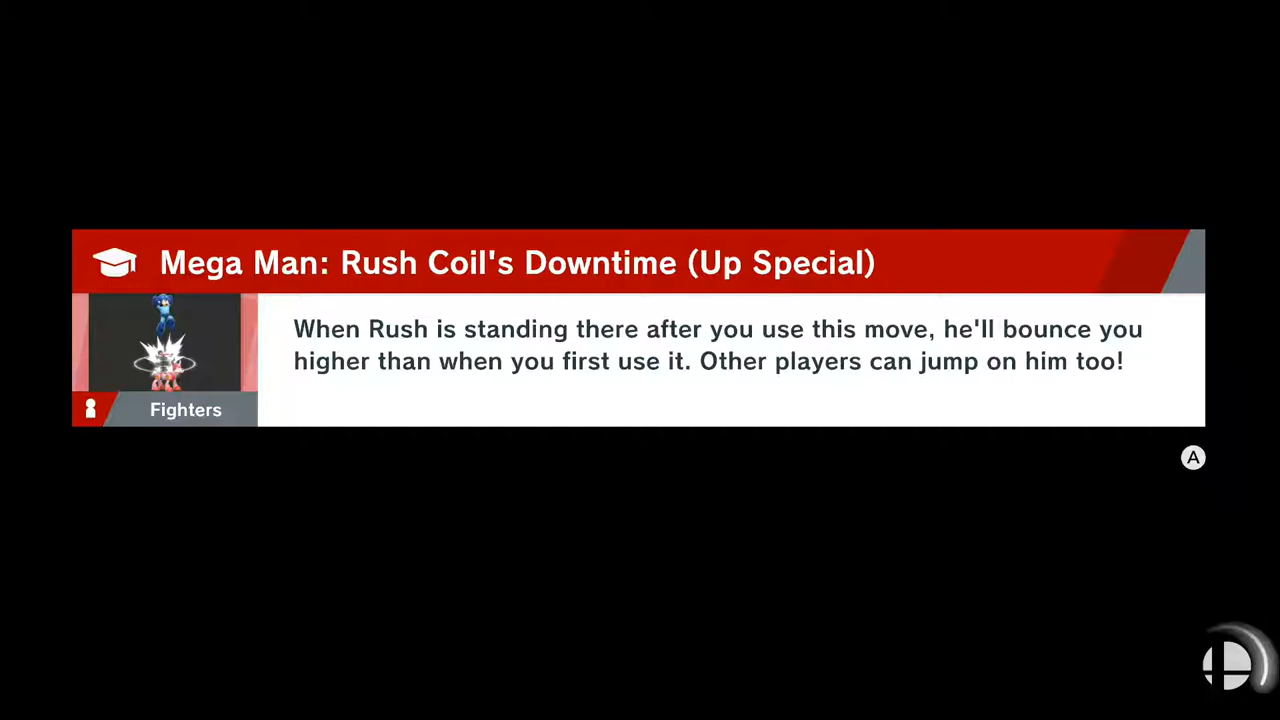 Mega Man: Rush Coil's Downtime (Up Special)
When Rush is standing there after you use this move, he'll bounce you
higher than when you first use it. Other players can jump on him too!
Fighters
A